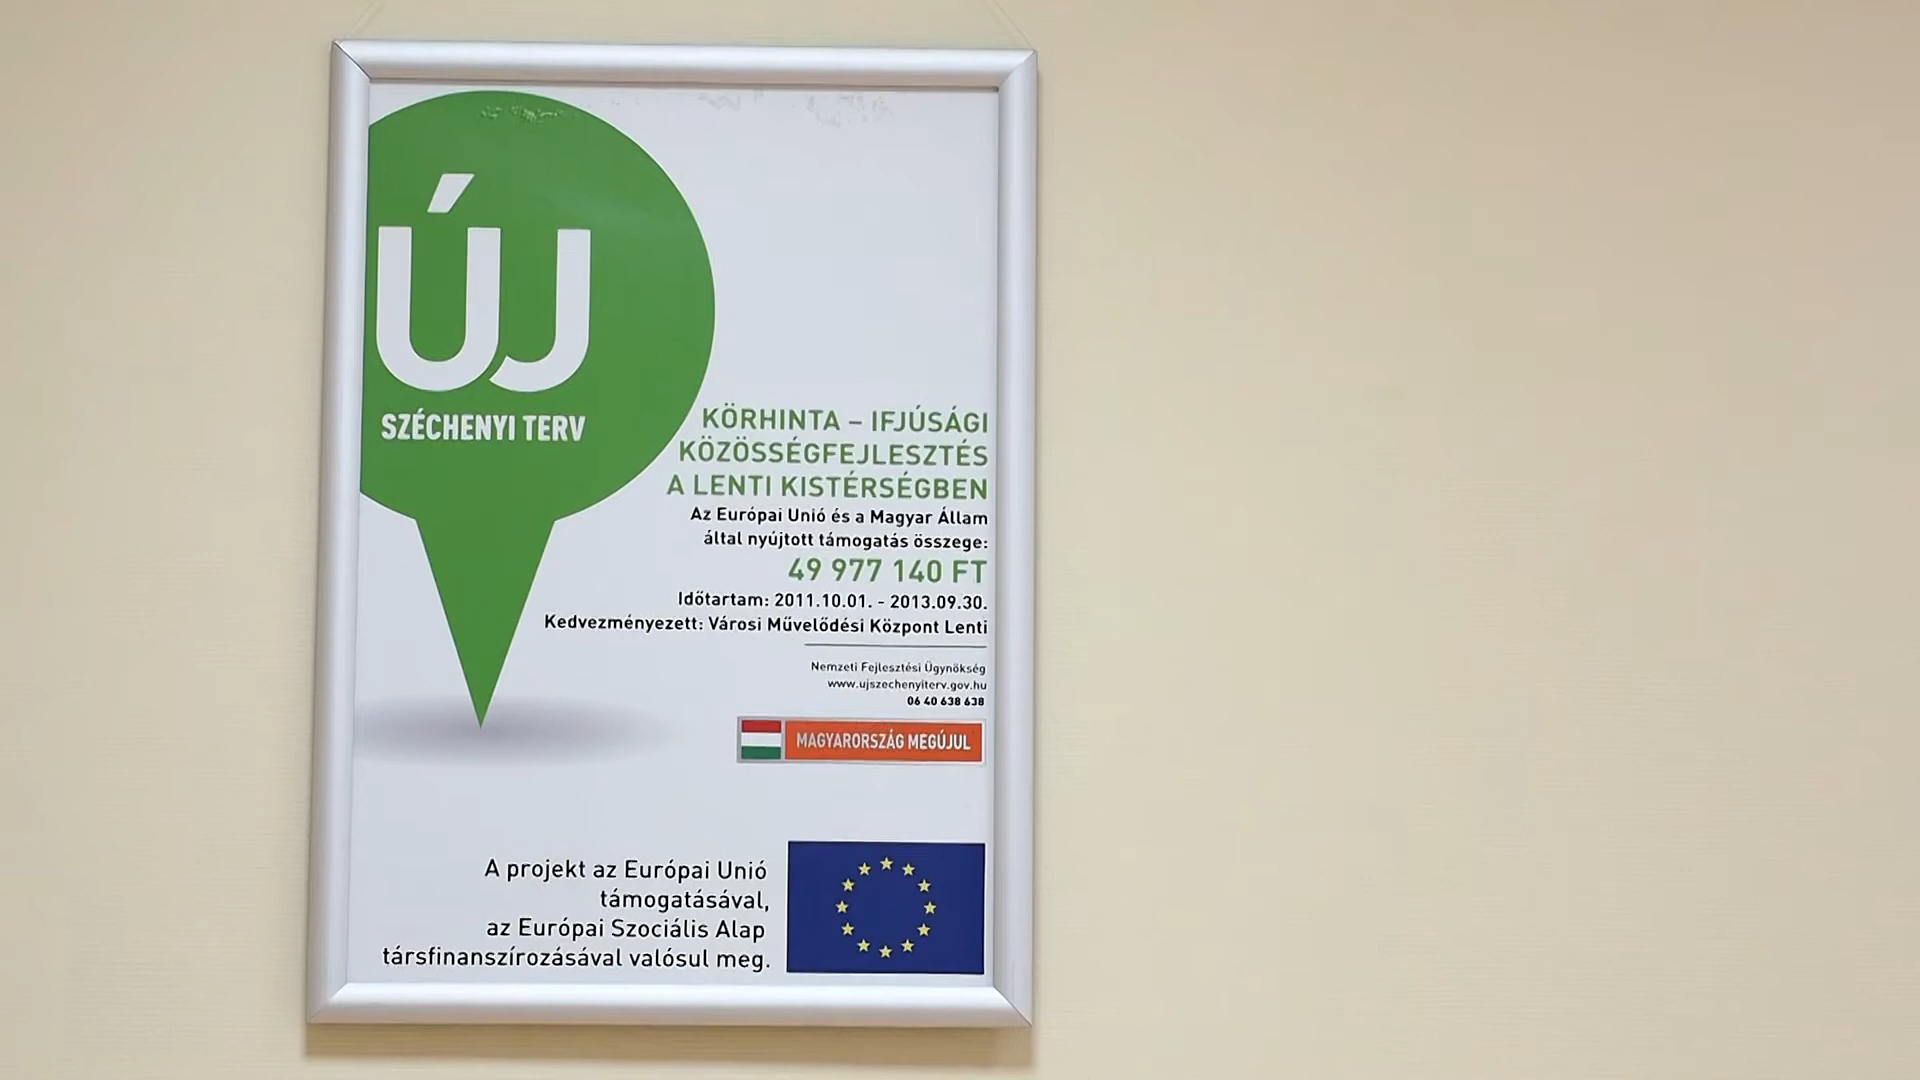 ÚJ
SZÉCHENYI TERV
KÖRHINTA – IFJÚSÁGI
KÖZÖSSÉGFEJLESZTÉS
A LENTI KISTÉRSÉGBEN
Az Európai Unió és a Magyar Állam
által nyújtott támogatás összege:
49 977 140 FT
Időtartam: 2011.10.01. - 2013.09.30.
Kedvezményezett: Városi Művelődési Központ Lenti
Nemzeti Fejlesztési Ügynökség
www.ujszechenyiterv.gov.hu
06 40 638 638
MAGYARORSZÁG MEGÚJUL
A projekt az Európai Unió
támogatásával,
az Európai Szociális Alap
társfinanszírozásával valósul meg.